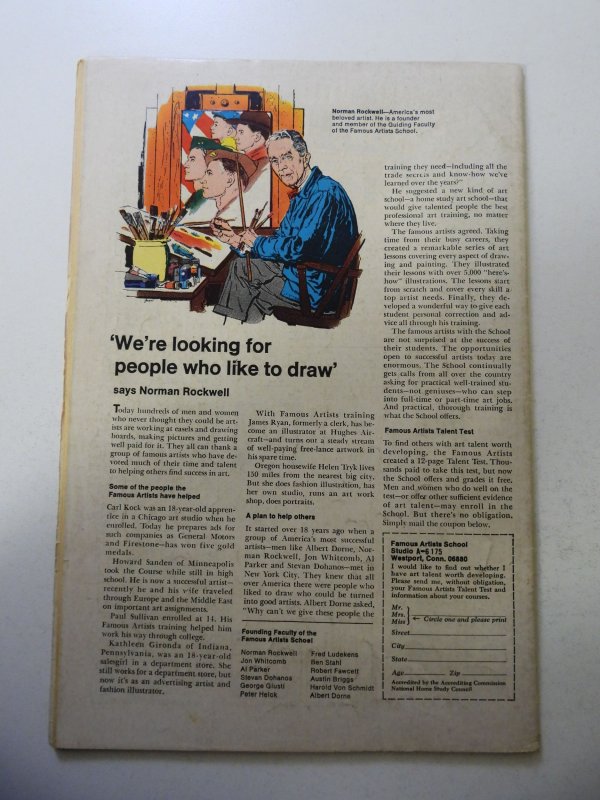 Norman Rockwell—America's most
beloved artist. He is a founder
and member of the Guiding Faculty
of the Famous Artists School.
'We're looking for
people who like to draw'
says Norman Rockwell
Today hundreds of men and women
who never thought they could be art-
ists are working at easels and drawing
boards, making pictures and getting
well paid for it. They all can thank a
group of famous artists who have de-
voted much of their time and talent
to helping others find success in art.
Some of the people the
Famous Artists have helped
Carl Kock was an 18-year-old appren-
tice in a Chicago art studio when he
enrolled. Today he prepares ads for
such companies as General Motors
and Firestone—has won five gold
medals.
Howard Sanden of Minneapolis
took the Course while still in high
school. He is now a successful artist—
recently he and his wife traveled
through Europe and the Middle East
on important art assignments.
Paul Sullivan enrolled at 14. His
Famous Artists training helped him
work his way through college.
Kathleen Gironda of Indiana,
Pennsylvania, was an 18-year-old
salesgirl in a department store. She
still works for a department store, but
now it's as an advertising artist and
fashion illustrator.
With Famous Artists training
James Ryan, formerly a clerk, has be-
come an illustrator at Hughes Air-
craft—and turns out a steady stream
of well-paying free-lance artwork in
his spare time.
Oregon housewife Helen Tryk lives
150 miles from the nearest big city.
But she does fashion illustration, has
her own studio, runs an art work
shop, does portraits.
A plan to help others
It started over 18 years ago when a
group of America's most successful
artists—men like Albert Dorne, Nor-
man Rockwell, Jon Whitcomb, Al
Parker and Stevan Dohanos—met in
New York City. They knew that all
over America there were people who
liked to draw who could be turned
into good artists. Albert Dorne asked,
"Why can't we give these people the
Founding Faculty of the
Famous Artists School
Norman Rockwell
Jon Whitcomb
Al Parker
Stevan Dohanos
George Giusti
Peter Helck
Fred Ludekens
Ben Stahl
Robert Fawcett
Austin Briggs
Harold Von Schmidt
Albert Dorne
training they need—including all the
trade secrets and know-how we've
learned over the years?"
He suggested a new kind of art
school—a home study art school—that
would give talented people the best
professional art training, no matter
where they live.
The famous artists agreed. Taking
time from their busy careers, they
created a remarkable series of art
lessons covering every aspect of draw-
ing and painting. They illustrated
their lessons with over 5,000 "here's-
how" illustrations. The lessons start
from scratch and cover every skill a
top artist needs. Finally, they de-
veloped a wonderful way to give each
student personal correction and ad-
vice all through his training.
The famous artists with the School
are not surprised at the success of
their students. The opportunities
open to successful artists today are
enormous. The School continually
gets calls from all over the country
asking for practical well-trained stu-
dents—not geniuses—who can step
into full-time or part-time art jobs.
And practical, thorough training is
what the School offers.
Famous Artists Talent Test
To find others with art talent worth
developing, the Famous Artists
created a 12-page Talent Test. Thou-
sands paid to take this test, but now
the School offers and grades it free.
Men and women who do well on the
test—or offer other sufficient evidence
of art talent—may enroll in the
School. But there's no obligation.
Simply mail the coupon below.
Famous Artists School
Studio A-6175
Westport, Conn. 06880
I would like to find out whether I
have art talent worth developing.
Please send me, without obligation,
your Famous Artists Talent Test and
information about your courses.
Mr.
Mrs.
Miss
← Circle one and please print
Street
City
State
Age Zip
Accredited by the Accrediting Commission
National Home Study Council